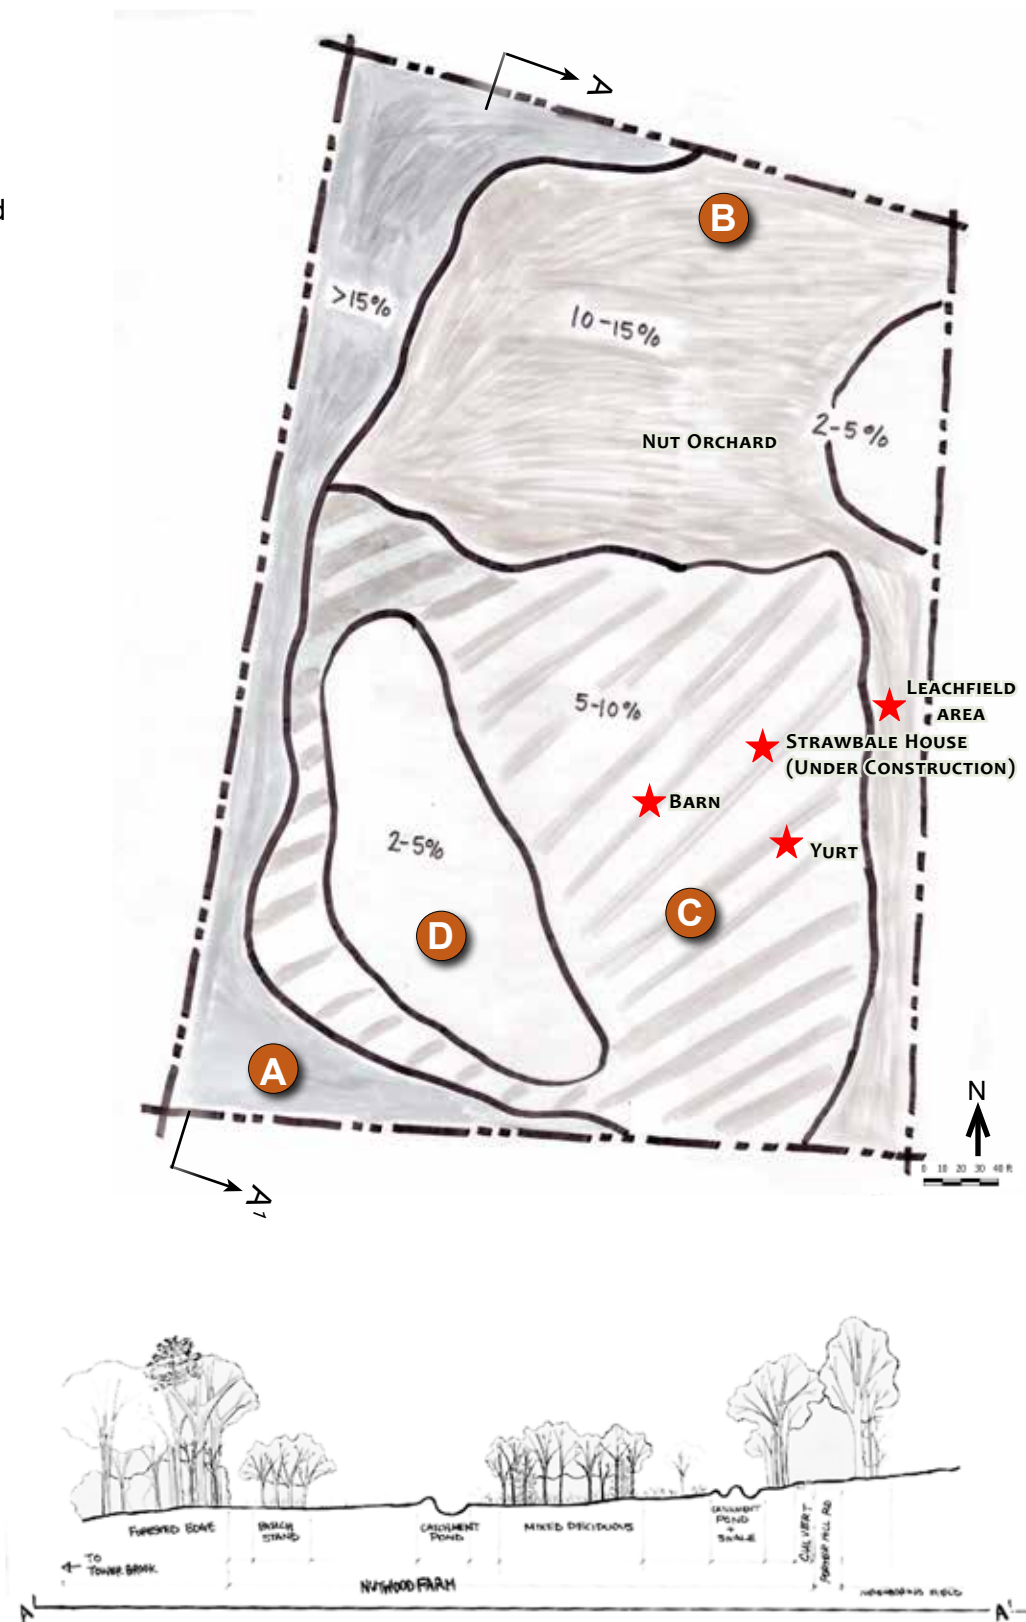 d
A
B
>15%
10-15%
2-5%
Nut Orchard
Leachfield
area
5-10%
Strawbale House
(Under Construction)
Barn
Yurt
2-5%
C
D
A
N
0 10 20 30 40 ft
A'
FORESTED EDGE
BIRCH
STAND
CATCHMENT
POND
MIXED DECIDUOUS
CATCHMENT
POND
+
SWALE
CULVERT
← TO
TOWER BROOK
NUTWOOD FARM
NEIGHBORING FIELD
A'
A'